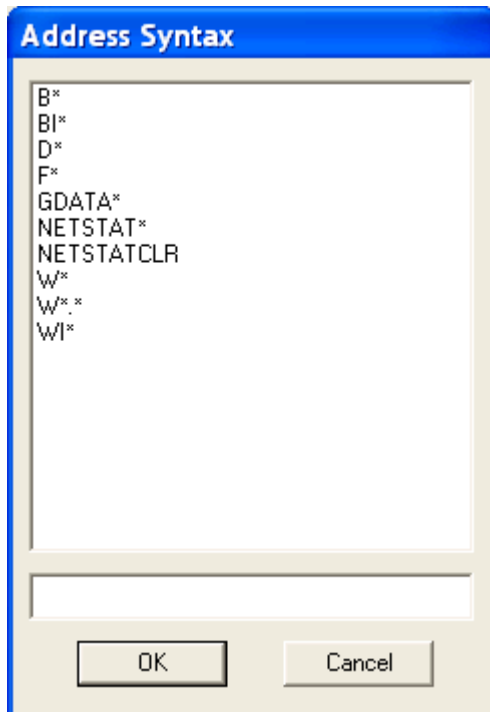 Address Syntax
B*
BI*
D*
F*
GDATA*
NETSTAT*
NETSTATCLR
W*
W*.*
WI*
OK
Cancel